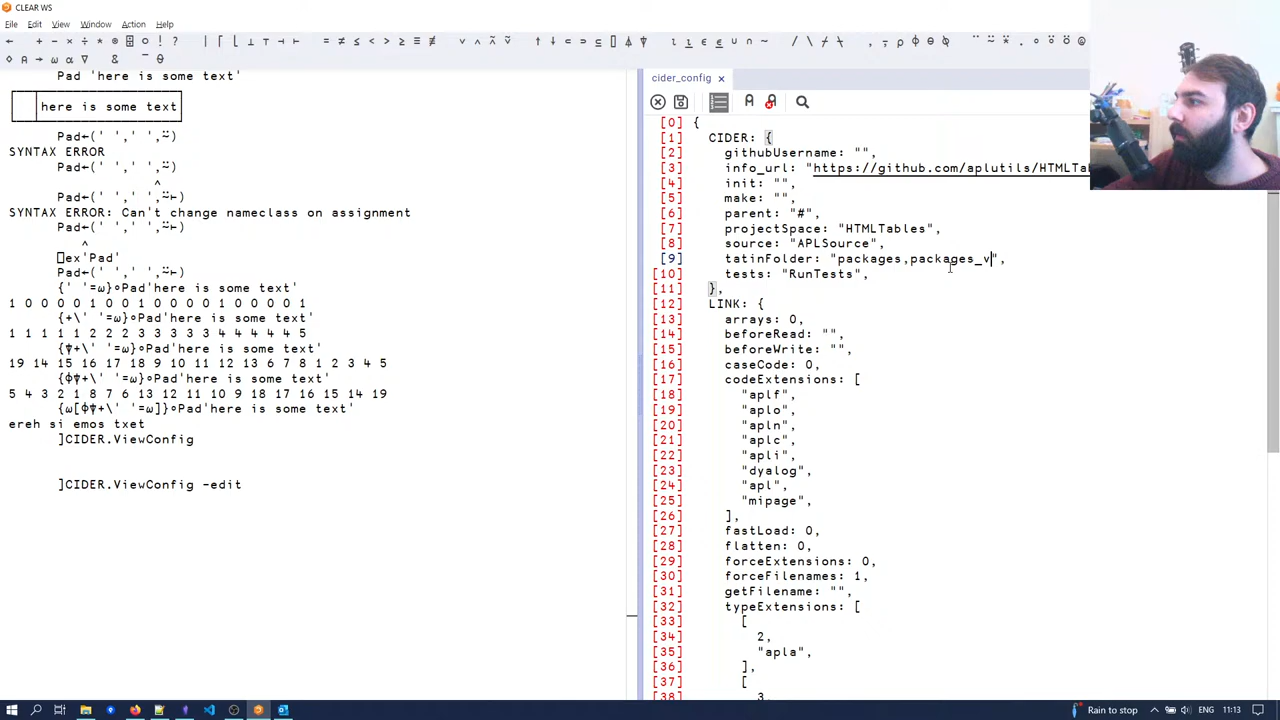 CLEAR WS
File Edit View Window Action Help
Pad 'here is some text'
here is some text
Pad←(' ',' ',⍨)
SYNTAX ERROR
Pad←(' ',' ',⍨)
^
Pad←(' ',' ',⍨)
SYNTAX ERROR: Can't change nameclass on assignment
Pad←(' ',' ',⍨)
^
⎕ex'Pad'
Pad←(' ',' ',⍨⊢)
{' '=⍵}∘Pad'here is some text'
1 0 0 0 0 1 0 0 1 0 0 0 0 1 0 0 0 0 1
{+\' '=⍵}∘Pad'here is some text'
1 1 1 1 1 2 2 2 3 3 3 3 3 4 4 4 4 4 5
{⍒+\' '=⍵}∘Pad'here is some text'
19 14 15 16 17 18 9 10 11 12 13 6 7 8 1 2 3 4 5
{⌽⍒+\' '=⍵}∘Pad'here is some text'
5 4 3 2 1 8 7 6 13 12 11 10 9 18 17 16 15 14 19
{⍵[⌽⍒+\' '=⍵]}∘Pad'here is some text'
ereh si emos txet
]CIDER.ViewConfig
]CIDER.ViewConfig -edit
cider_config
[0] {
[1] CIDER: {
[2] githubUsername: "",
[3] info_url: "https://github.com/aplutils/HTMLTab
[4] init: "",
[5] make: "",
[6] parent: "#",
[7] projectSpace: "HTMLTables",
[8] source: "APLSource",
[9] tatinFolder: "packages,packages_v",
[10] tests: "RunTests",
[11] },
[12] LINK: {
[13] arrays: 0,
[14] beforeRead: "",
[15] beforeWrite: "",
[16] caseCode: 0,
[17] codeExtensions: [
[18] "aplf",
[19] "aplo",
[20] "apln",
[21] "aplc",
[22] "apli",
[23] "dyalog",
[24] "apl",
[25] "mipage",
[26] ],
[27] fastLoad: 0,
[28] flatten: 0,
[29] forceExtensions: 0,
[30] forceFilenames: 1,
[31] getFilename: "",
[32] typeExtensions: [
[33] [
[34] 2,
[35] "apla",
[36] ],
[37] [
[38] 3,
Rain to stop ENG 11:13